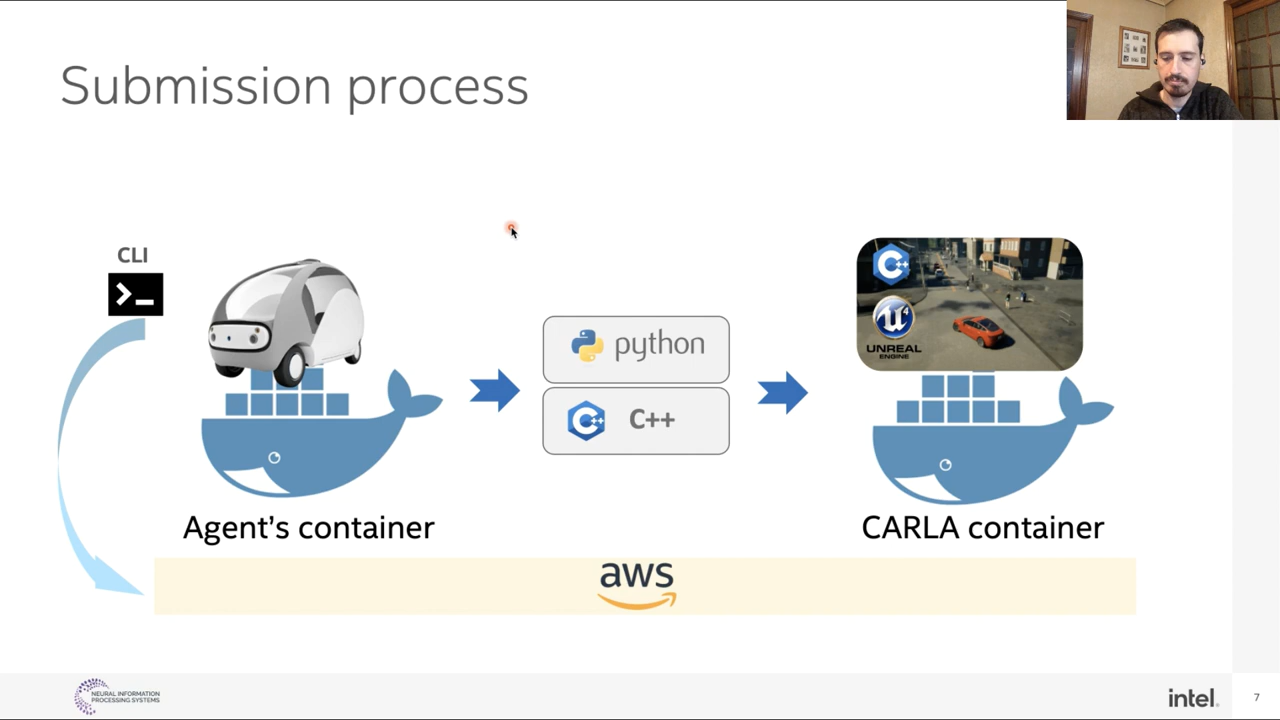 Submission process
CLI
python
C++
C++
UNREAL
ENGINE
Agent's container
CARLA container
aws
NEURAL INFORMATION
PROCESSING SYSTEMS
intel.
7